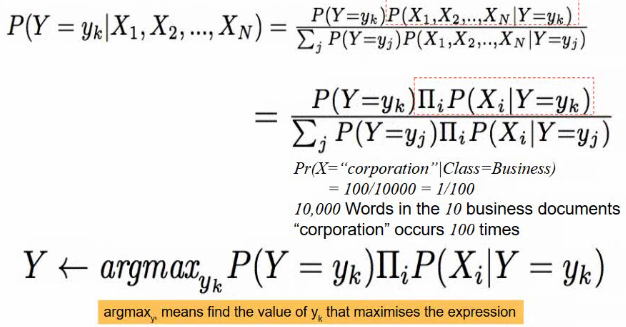 P(Y = y_k|X_1, X_2, ..., X_N) = \frac{P(Y=y_k)P(X_1,X_2,..,X_N|Y=y_k)}{\sum_j P(Y=y_j)P(X_1,X_2,..,X_N|Y=y_j)}
= \frac{P(Y=y_k)\Pi_i P(X_i|Y=y_k)}{\sum_j P(Y=y_j)\Pi_i P(X_i|Y=y_j)}
Pr(X=“corporation”|Class=Business)
= 100/10000 = 1/100
10,000 Words in the 10 business documents
“corporation” occurs 100 times
Y ← argmax_{y_k} P(Y = y_k)\Pi_i P(X_i|Y = y_k)
argmax_{y_k} means find the value of y_k that maximises the expression